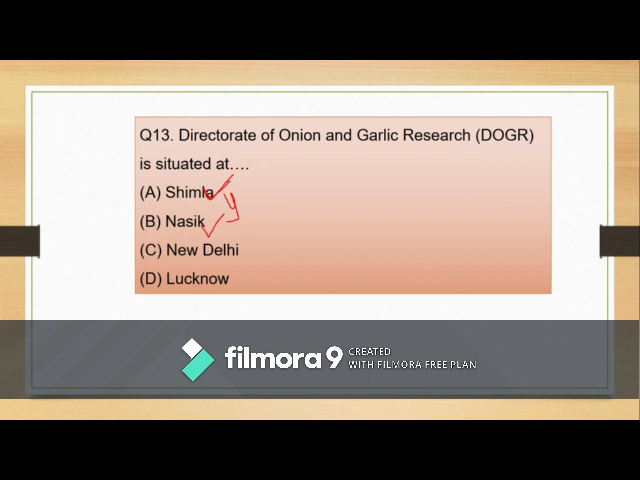 Q13. Directorate of Onion and Garlic Research (DOGR)
is situated at....
(A) Shimla
(B) Nasik
(C) New Delhi
(D) Lucknow
filmora 9 CREATED
WITH FILMORA FREE PLAN